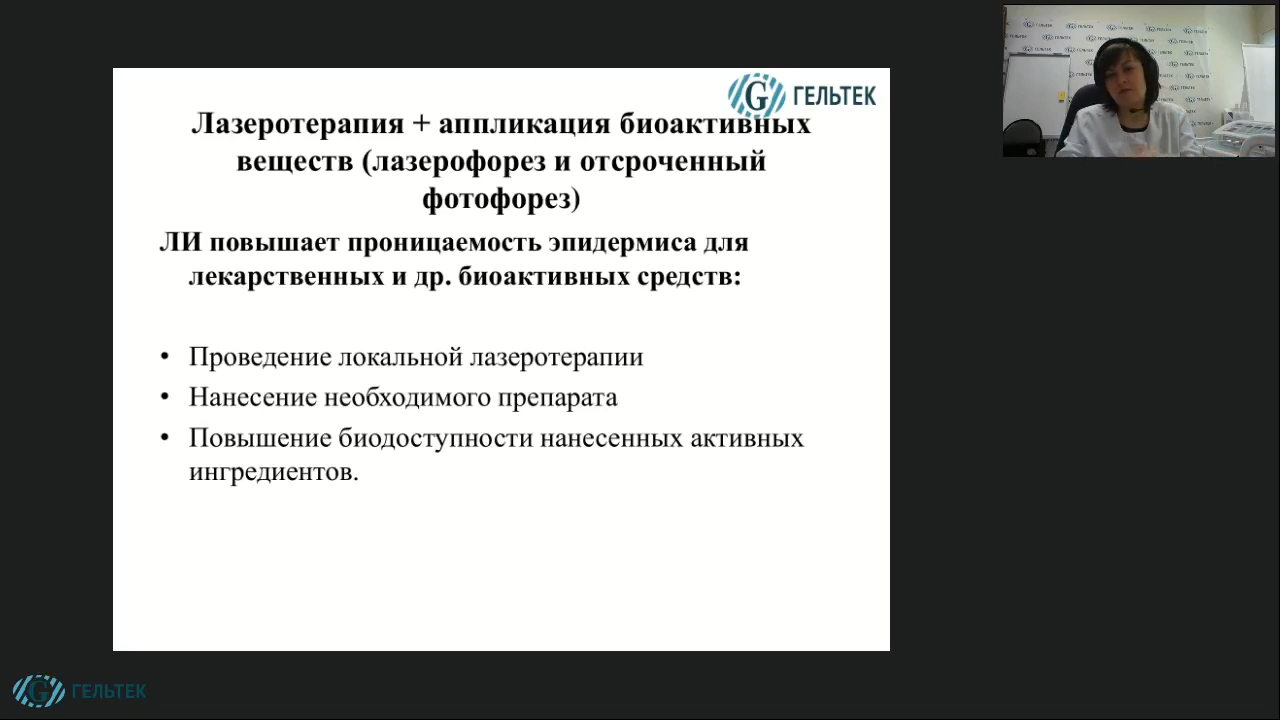 ГЕЛЬТЕК
Лазеротерапия + аппликация биоактивных
веществ (лазерофорез и отсроченный
фотофорез)
ЛИ повышает проницаемость эпидермиса для
лекарственных и др. биоактивных средств:
• Проведение локальной лазеротерапии
• Нанесение необходимого препарата
• Повышение биодоступности нанесенных активных
ингредиентов.
ГЕЛЬТЕК